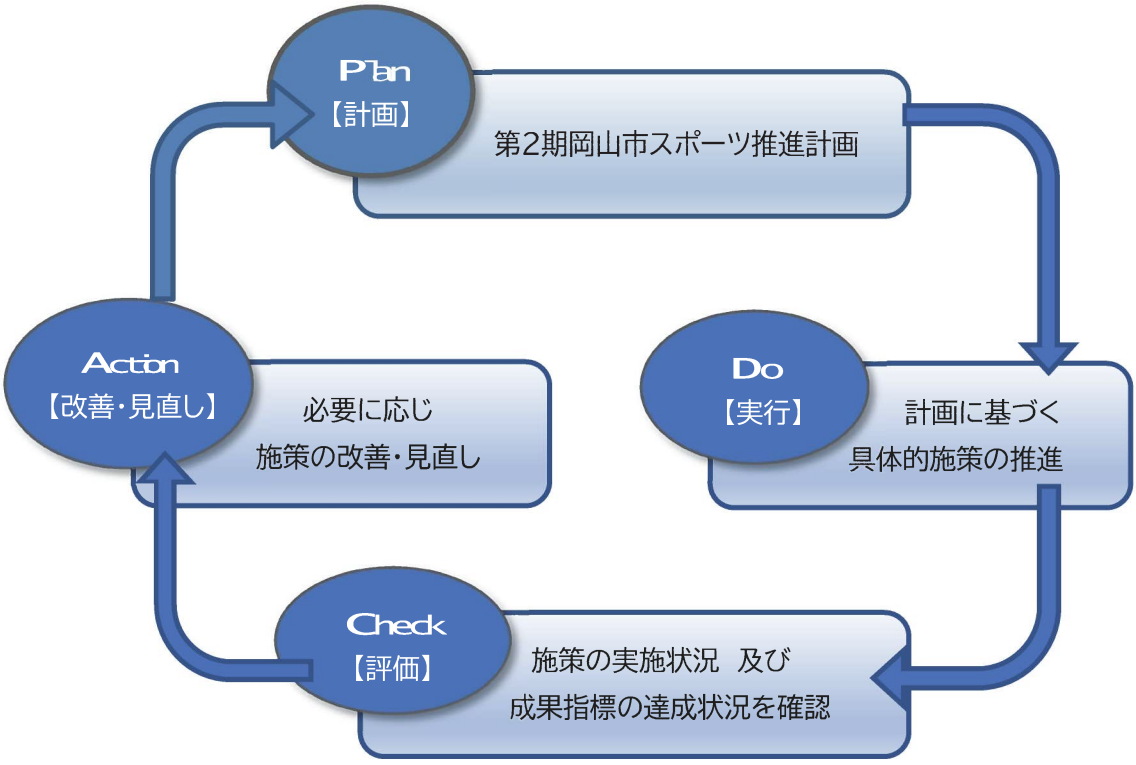 Plan
【計画】
第2期岡山市スポーツ推進計画
Do
【実行】
計画に基づく
具体的施策の推進
Check
【評価】
施策の実施状況　及び
成果指標の達成状況を確認
Action
【改善・見直し】
必要に応じ
施策の改善・見直し